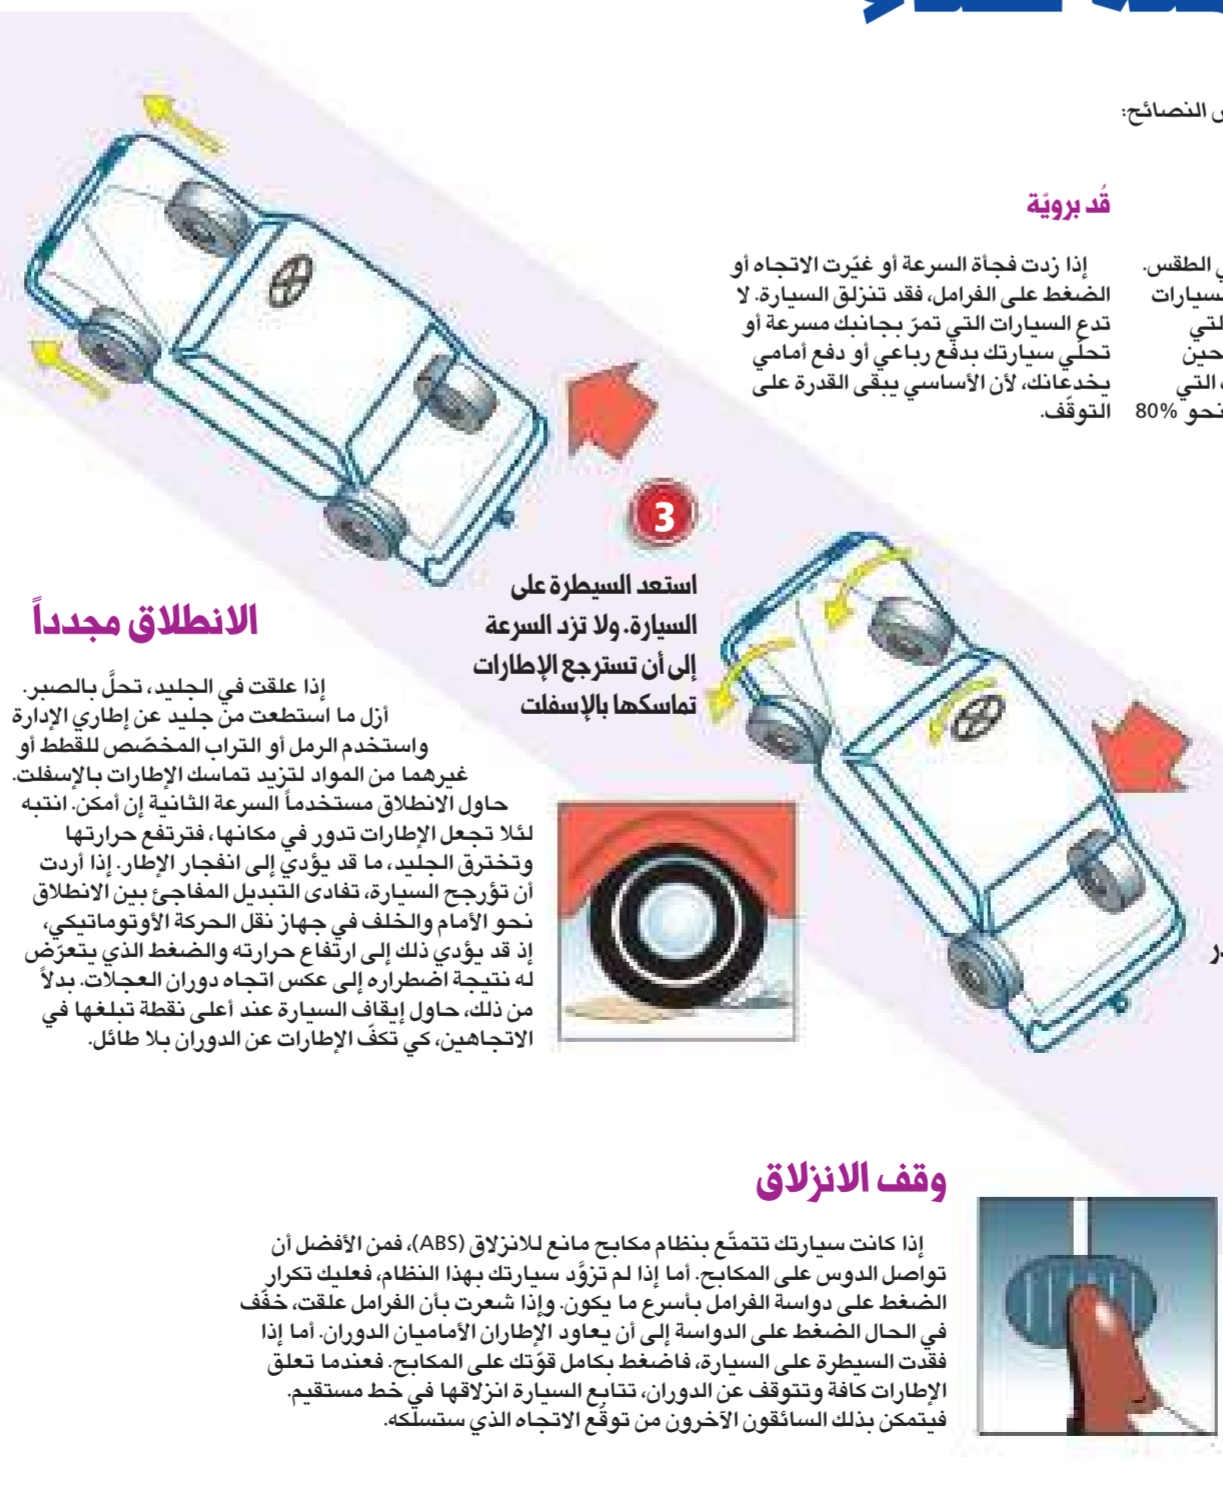 النصائح:
قُد برويّة
الطقس.
إذا زدت فجأة السرعة أو غيّرت الاتجاه أو
الضغط على الفرامل، فقد تنزلق السيارة. لا
تدع السيارات التي تمرّ بجانبك مسرعة أو
تحلّي سيارتك بدفع رباعي أو دفع أمامي
يخدعانك، لأن الأساسي يبقى القدرة على
التوقّف.
حين
التي
نحو 80%
3
استعد السيطرة على
السيارة. ولا تزد السرعة
إلى أن تسترجع الإطارات
تماسكها بالإسفلت
الانطلاق مجدداً
إذا علقت في الجليد، تحلَّ بالصبر.
أزل ما استطعت من جليد عن إطاري الإدارة
واستخدم الرمل أو التراب المخصّص للقطط أو
غيرهما من المواد لتزيد تماسك الإطارات بالإسفلت.
حاول الانطلاق مستخدماً السرعة الثانية إن أمكن. انتبه
لئلا تجعل الإطارات تدور في مكانها، فترتفع حرارتها
وتخترق الجليد، ما قد يؤدي إلى انفجار الإطار. إذا أردت
أن تؤرجح السيارة، تفادى التبديل المفاجئ بين الانطلاق
نحو الأمام والخلف في جهاز نقل الحركة الأوتوماتيكي،
إذ قد يؤدي ذلك إلى ارتفاع حرارته والضغط الذي يتعرّض
له نتيجة اضطراره إلى عكس اتجاه دوران العجلات. بدلاً
من ذلك، حاول إيقاف السيارة عند أعلى نقطة تبلغها في
الاتجاهين، كي تكفّ الإطارات عن الدوران بلا طائل.
وقف الانزلاق
إذا كانت سيارتك تتمتّع بنظام مكابح مانع للانزلاق (ABS)، فمن الأفضل أن
تواصل الدوس على المكابح. أما إذا لم تزوَّد سيارتك بهذا النظام، فعليك تكرار
الضغط على دواسة الفرامل بأسرع ما يكون. وإذا شعرت بأن الفرامل علقت، خفّف
في الحال الضغط على الدواسة إلى أن يعاود الإطاران الأماميان الدوران. أما إذا
فقدت السيطرة على السيارة، فاضغط بكامل قوّتك على المكابح. فعندما تعلق
الإطارات كافة وتتوقف عن الدوران، تتابع السيارة انزلاقها في خط مستقيم.
فيتمكن بذلك السائقون الآخرون من توقّع الاتجاه الذي ستسلكه.